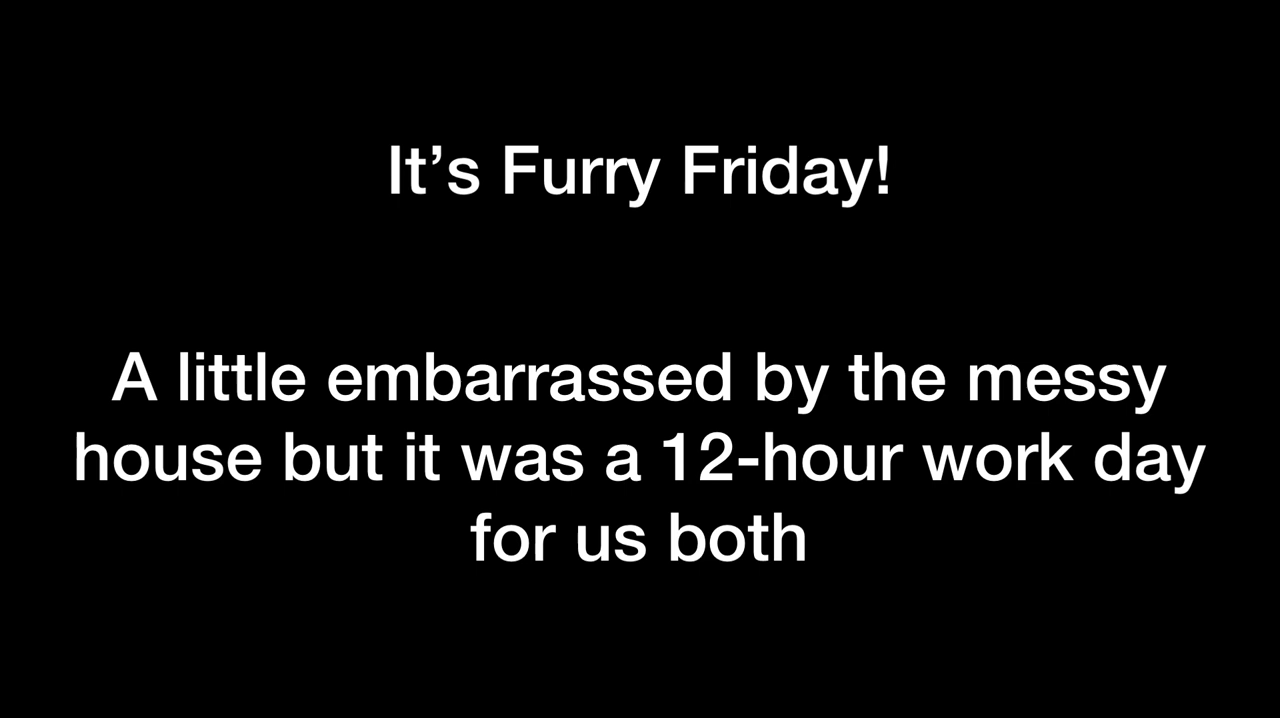 It’s Furry Friday!
A little embarrassed by the messy
house but it was a 12-hour work day
for us both